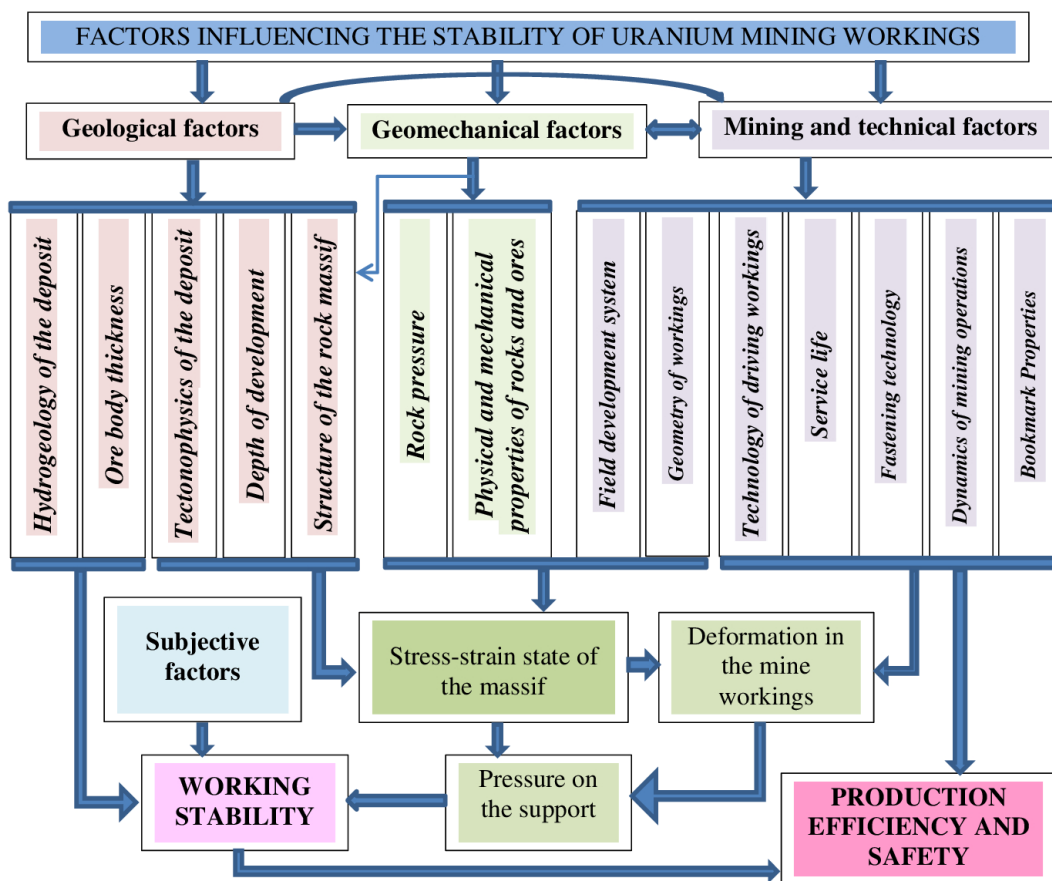 FACTORS INFLUENCING THE STABILITY OF URANIUM MINING WORKINGS
Geological factors
Geomechanical factors
Mining and technical factors
Hydrogeology of the deposit
Ore body thickness
Tectonophysics of the deposit
Depth of development
Structure of the rock massif
Rock pressure
Physical and mechanical
properties of rocks and ores
Field development system
Geometry of workings
Technology of driving workings
Service life
Fastening technology
Dynamics of mining operations
Bookmark Properties
Subjective
factors
Stress-strain state of
the massif
Deformation in
the mine
workings
WORKING
STABILITY
Pressure on
the support
PRODUCTION
EFFICIENCY AND
SAFETY